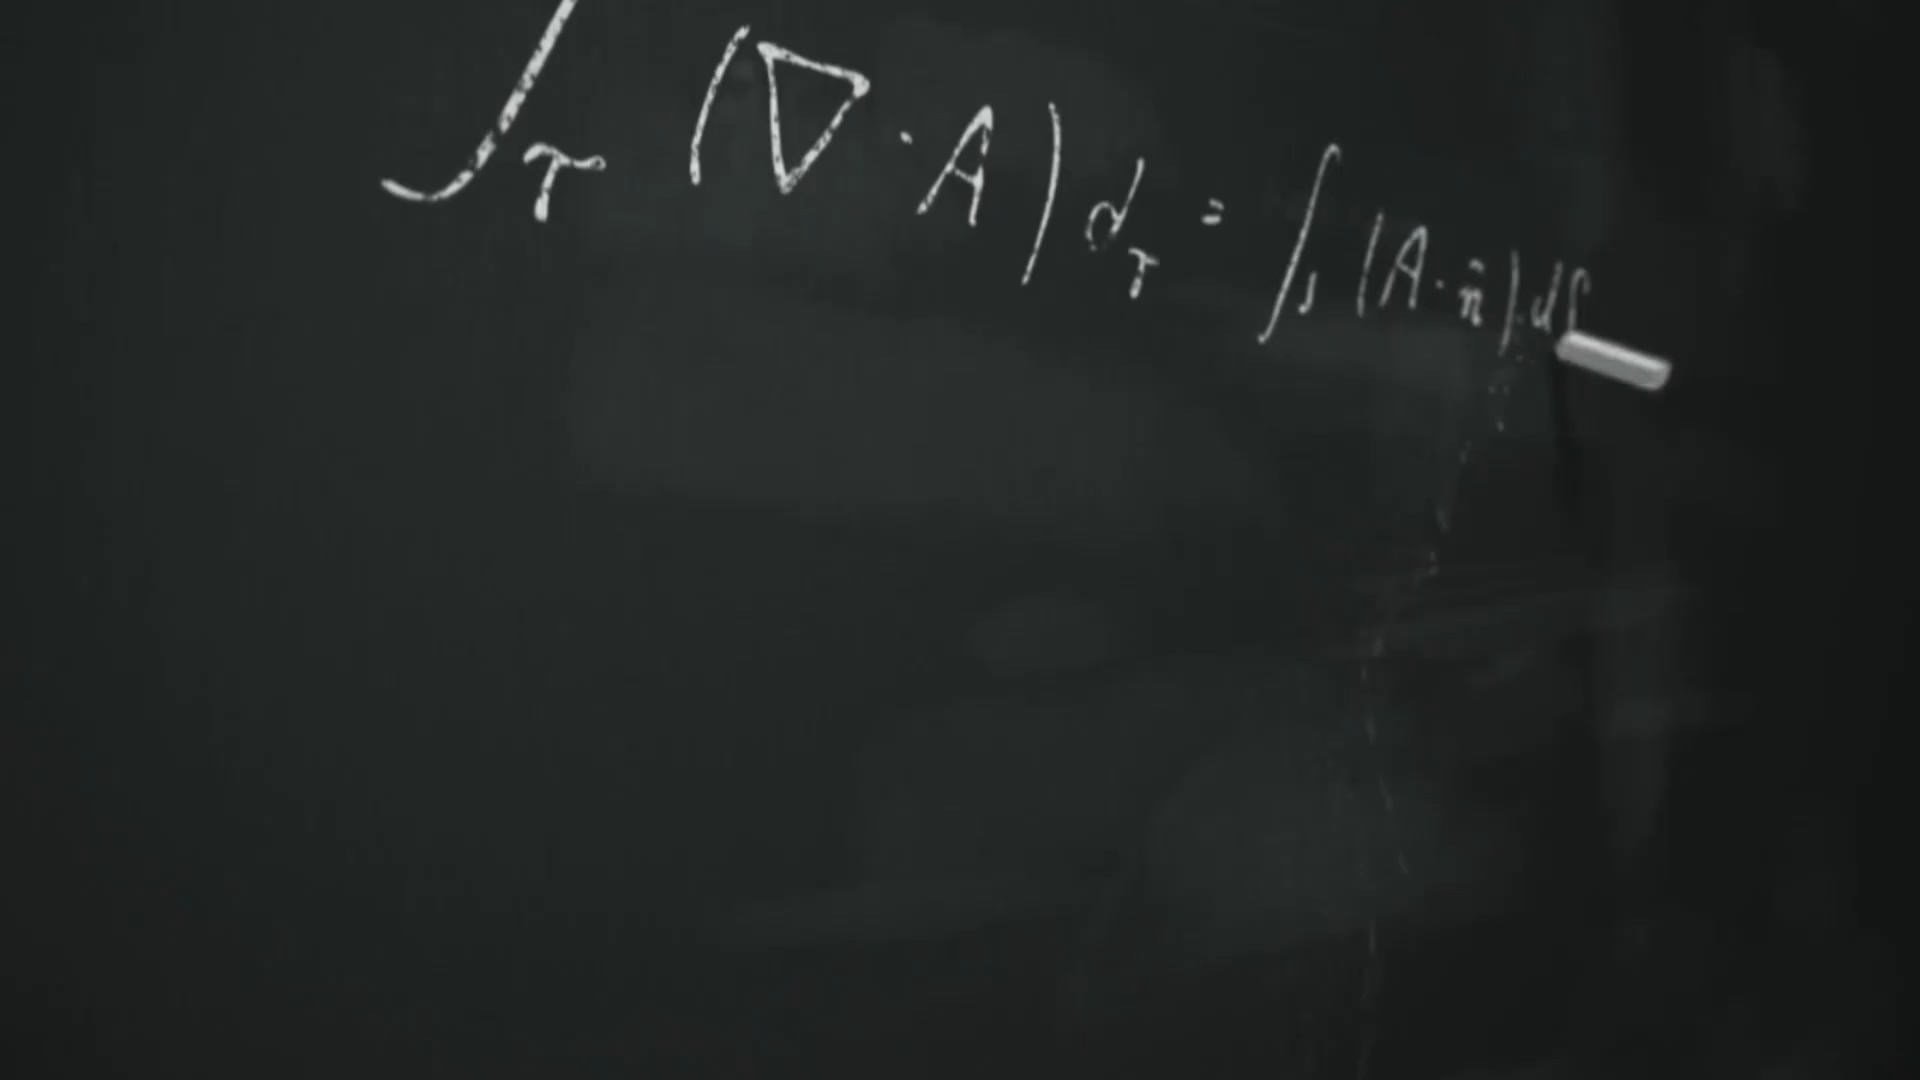 ∫τ (∇ · A) dτ = ∫s (A · n̂) ds